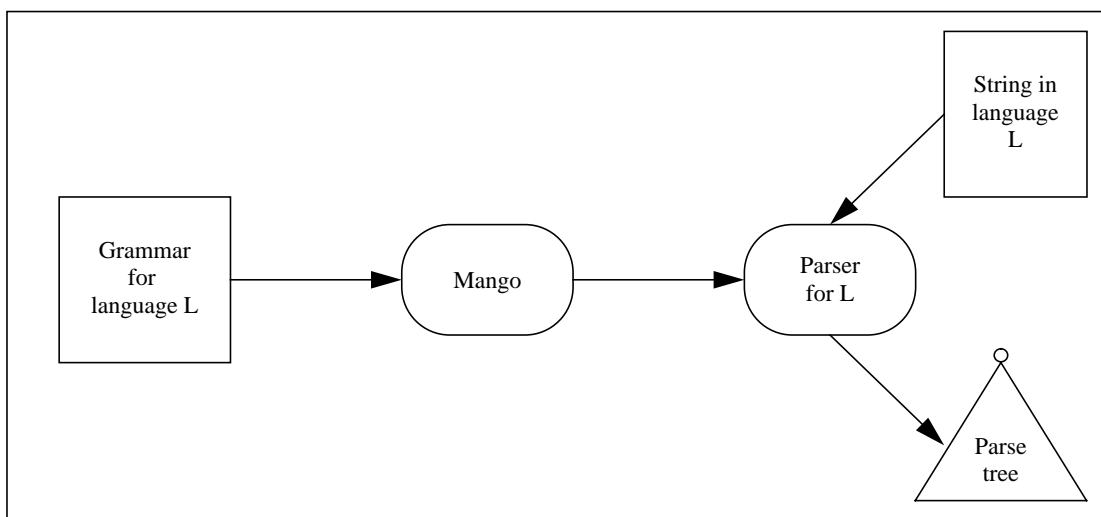 String in
language
L
Grammar
for
language L
Mango
Parser
for L
Parse
tree